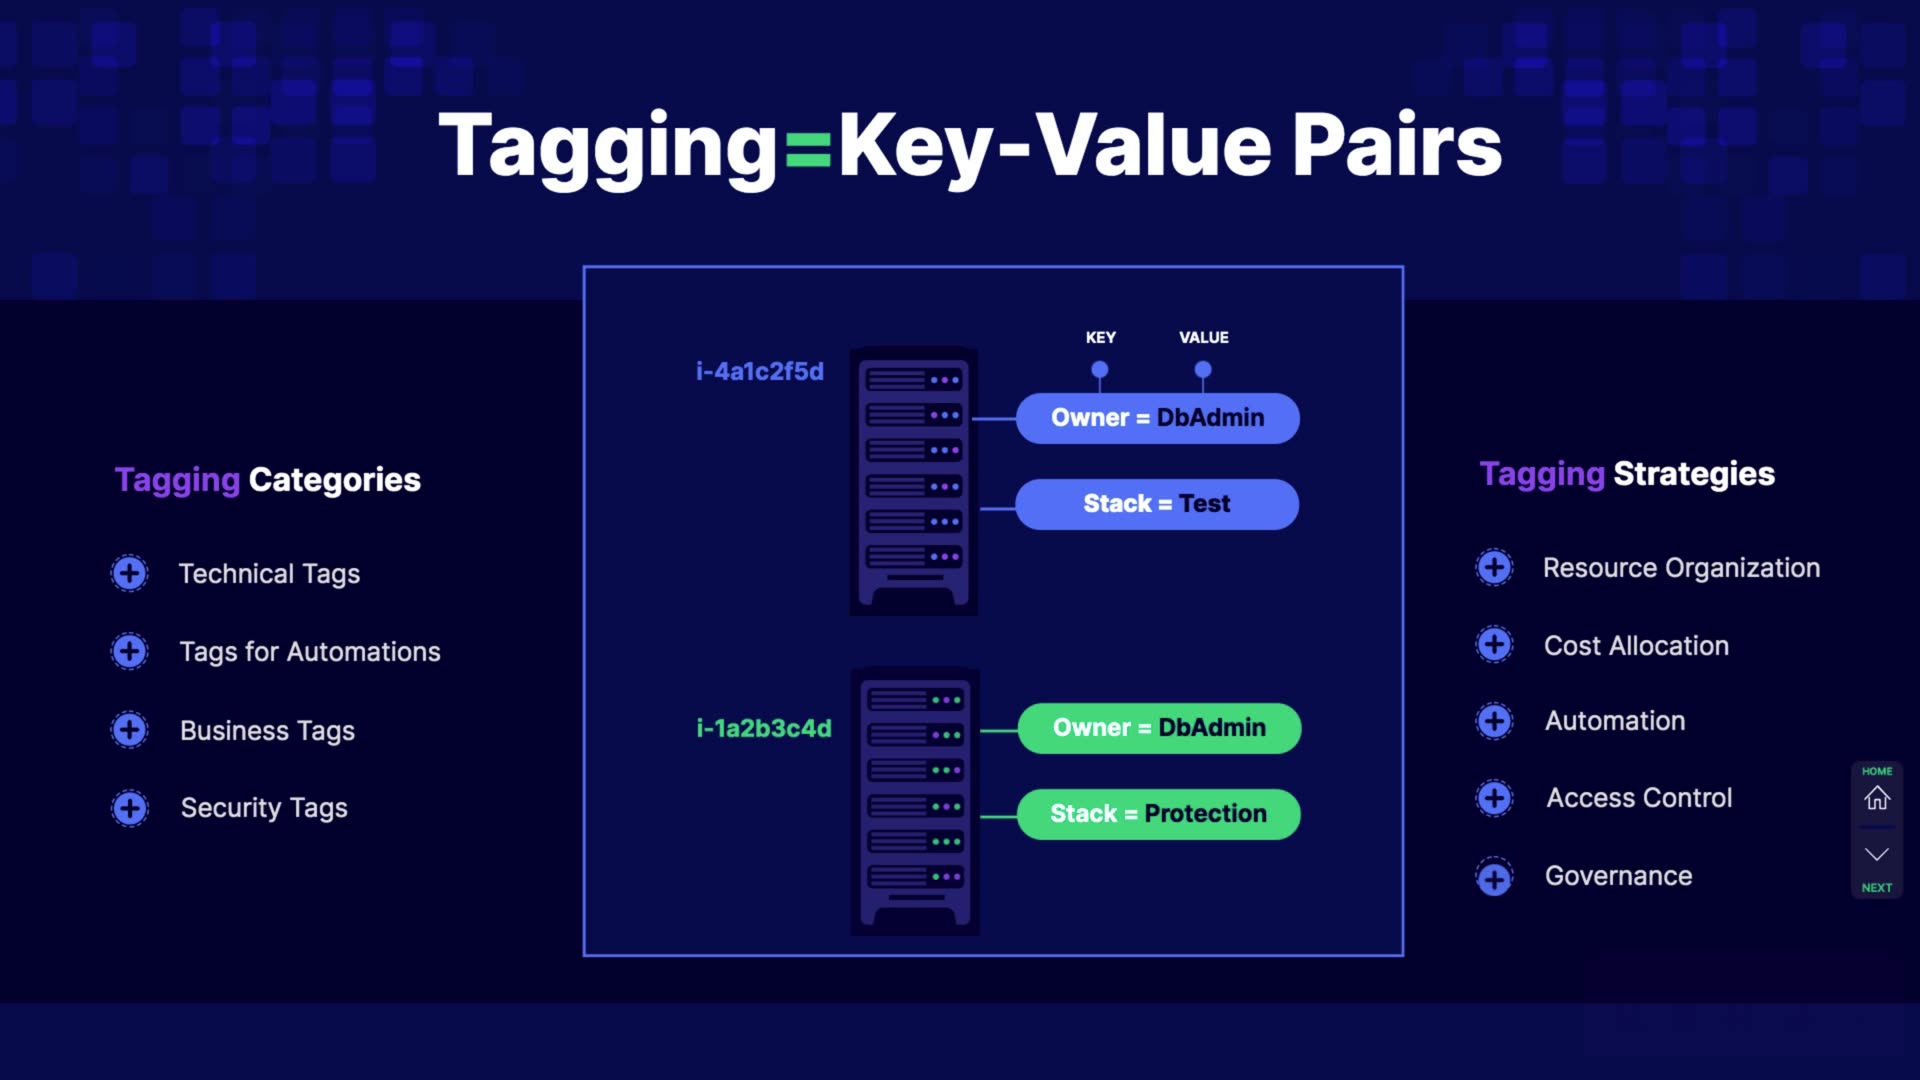 Tagging=Key-Value Pairs
Tagging Categories
Technical Tags
Tags for Automations
Business Tags
Security Tags
i-4a1c2f5d
KEY
VALUE
Owner = DbAdmin
Stack = Test
i-1a2b3c4d
Owner = DbAdmin
Stack = Protection
Tagging Strategies
Resource Organization
Cost Allocation
Automation
Access Control
Governance
HOME
NEXT